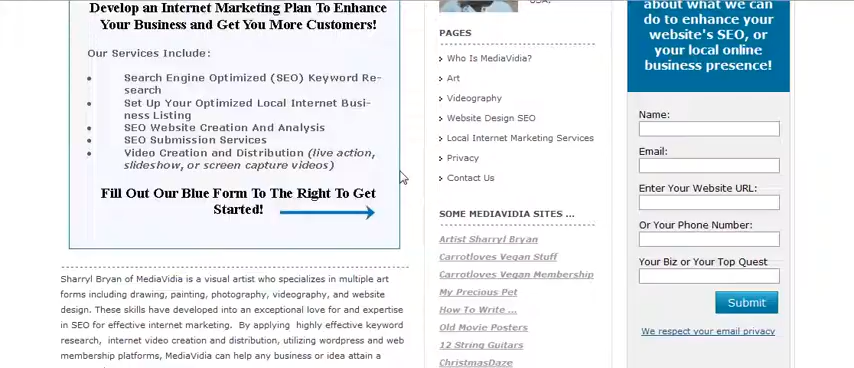 Develop an Internet Marketing Plan To Enhance
Your Business and Get You More Customers!
Our Services Include:
Search Engine Optimized (SEO) Keyword Re-
search
Set Up Your Optimized Local Internet Busi-
ness Listing
SEO Website Creation And Analysis
SEO Submission Services
Video Creation and Distribution (live action,
slideshow, or screen capture videos)
Fill Out Our Blue Form To The Right To Get
Started!
Sharryl Bryan of MediaVidia is a visual artist who specializes in multiple art
forms including drawing, painting, photography, videography, and website
design. These skills have developed into an exceptional love for and expertise
in SEO for effective internet marketing. By applying highly effective keyword
research, internet video creation and distribution, utilizing wordpress and web
membership platforms, MediaVidia can help any business or idea attain a
USA,
PAGES
Who Is MediaVidia?
Art
Videography
Website Design SEO
Local Internet Marketing Services
Privacy
Contact Us
SOME MEDIAVIDIA SITES ...
Artist Sharryl Bryan
Carrotloves Vegan Stuff
Carrotloves Vegan Membership
My Precious Pet
How To Write ...
Old Movie Posters
12 String Guitars
ChristmasDaze
about what we can
do to enhance your
website's SEO, or
your local online
business presence!
Name:
Email:
Enter Your Website URL:
Or Your Phone Number:
Your Biz or Your Top Quest
Submit
We respect your email privacy